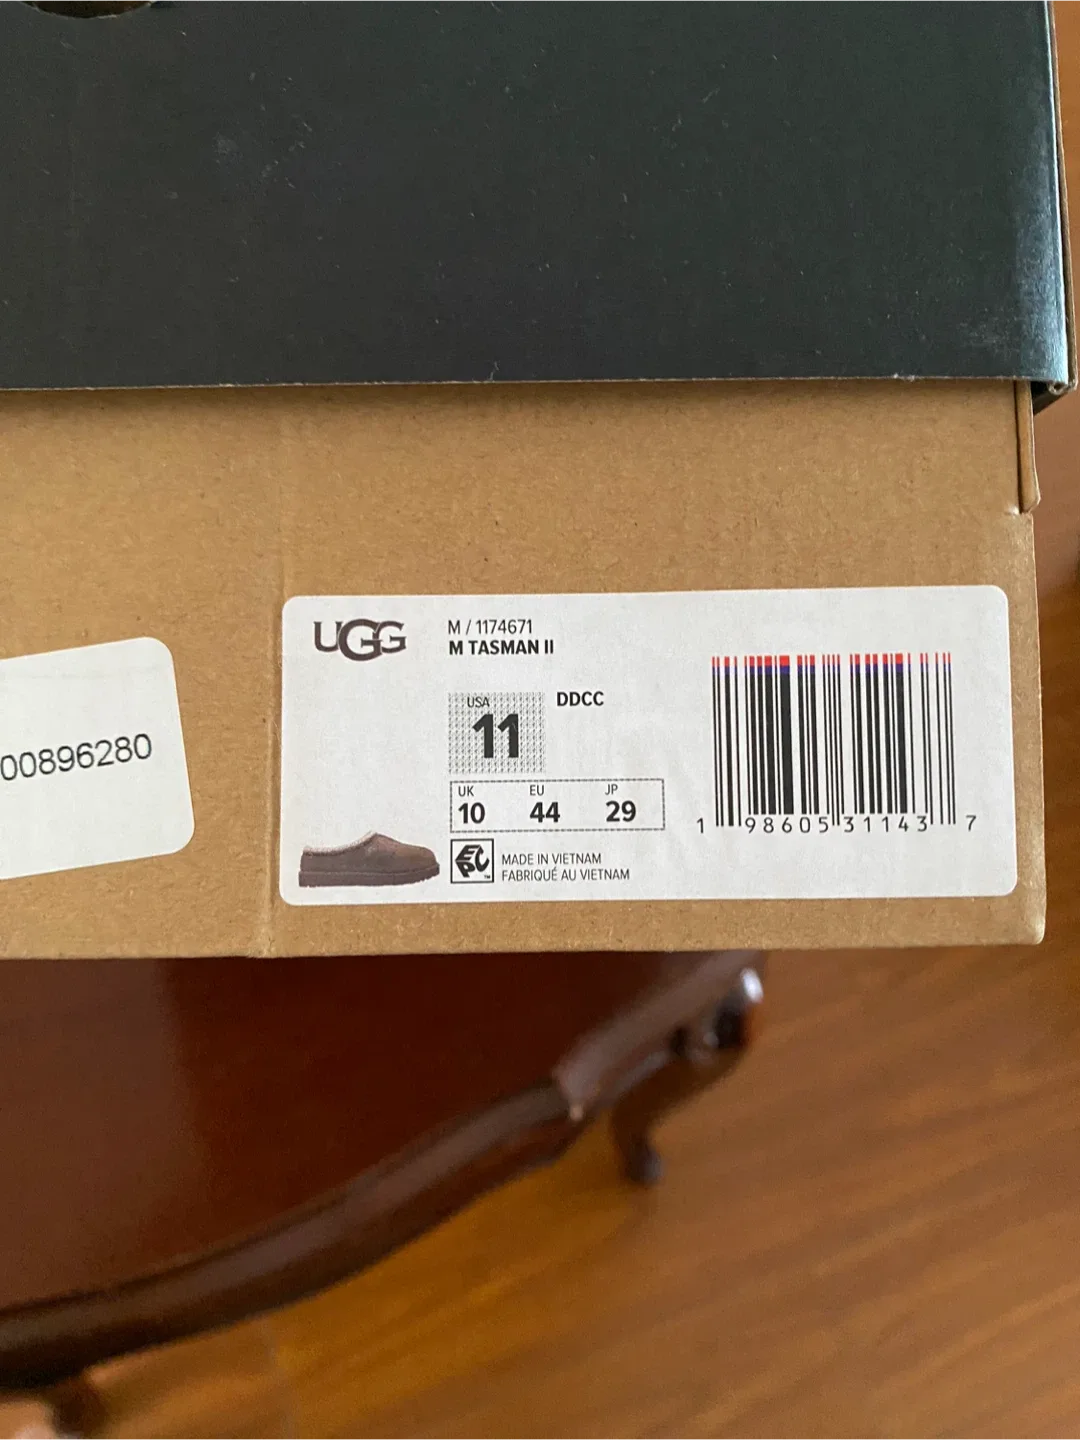 00896280
UGG
M / 1174671
M TASMAN II
USA
11
DDCC
UK EU JP
10 44 29
EPC
MADE IN VIETNAM
FABRIQUÉ AU VIETNAM
1 98605 31143 7